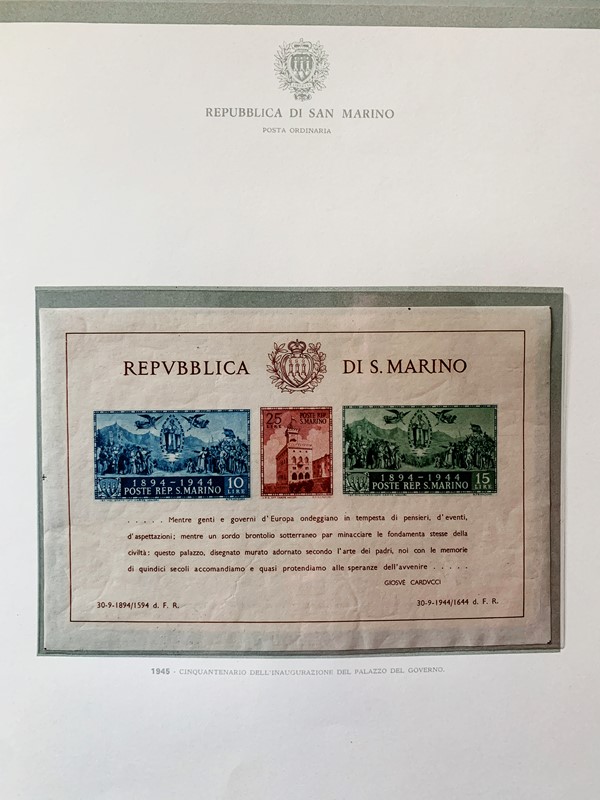 REPUBBLICA DI SAN MARINO
POSTA ORDINARIA
REPVBBLICA DI S. MARINO
1894-1944
10
POSTE REP. S. MARINO LIRE
25 POSTE REP.
LIRE S. MARINO
1894-1944
15
POSTE REP. S. MARINO LIRE
. . . . . Mentre genti e governi d'Europa ondeggiano in tempesta di pensieri, d'eventi,
d'aspettazioni; mentre un sordo brontolio sotterraneo par minacciare le fondamenta stesse della
civiltà: questo palazzo, disegnato murato adornato secondo l'arte dei padri, noi con le memorie
di quindici secoli accomandiamo e quasi protendiamo alle speranze dell'avvenire . . . . .
GIOSVÈ CARDVCCI
30-9-1894/1594 d. F. R. 30-9-1944/1644 d. F. R.
1945 - CINQUANTENARIO DELL'INAUGURAZIONE DEL PALAZZO DEL GOVERNO.